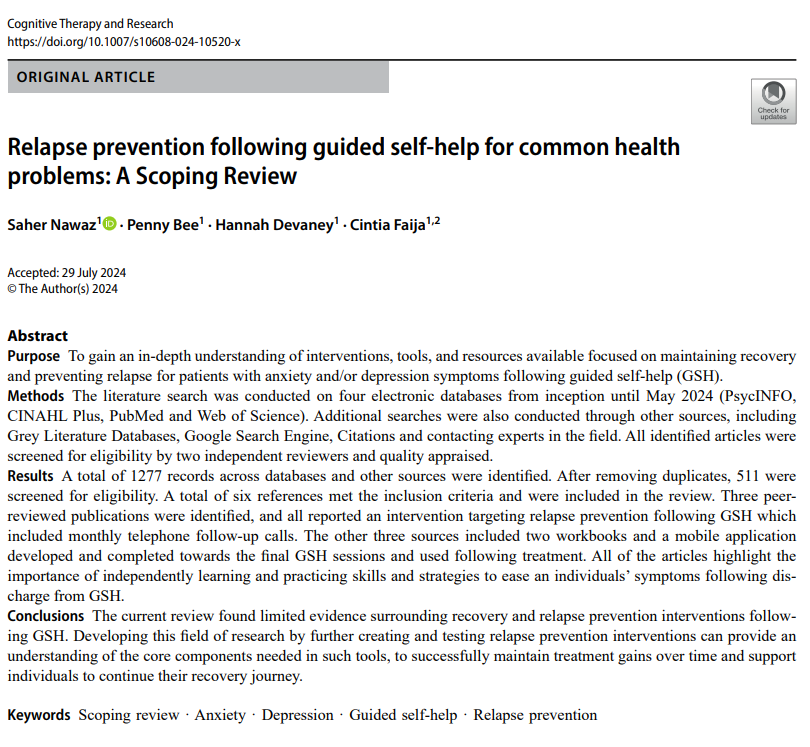 Cognitive Therapy and Research
https://doi.org/10.1007/s10608-024-10520-x
ORIGINAL ARTICLE
Check for
updates
Relapse prevention following guided self-help for common health
problems: A Scoping Review
Saher Nawaz1 iD · Penny Bee1 · Hannah Devaney1 · Cintia Faija1,2
Accepted: 29 July 2024
© The Author(s) 2024
Abstract
Purpose To gain an in-depth understanding of interventions, tools, and resources available focused on maintaining recovery
and preventing relapse for patients with anxiety and/or depression symptoms following guided self-help (GSH).
Methods The literature search was conducted on four electronic databases from inception until May 2024 (PsycINFO,
CINAHL Plus, PubMed and Web of Science). Additional searches were also conducted through other sources, including
Grey Literature Databases, Google Search Engine, Citations and contacting experts in the field. All identified articles were
screened for eligibility by two independent reviewers and quality appraised.
Results A total of 1277 records across databases and other sources were identified. After removing duplicates, 511 were
screened for eligibility. A total of six references met the inclusion criteria and were included in the review. Three peer-
reviewed publications were identified, and all reported an intervention targeting relapse prevention following GSH which
included monthly telephone follow-up calls. The other three sources included two workbooks and a mobile application
developed and completed towards the final GSH sessions and used following treatment. All of the articles highlight the
importance of independently learning and practicing skills and strategies to ease an individuals' symptoms following dis-
charge from GSH.
Conclusions The current review found limited evidence surrounding recovery and relapse prevention interventions follow-
ing GSH. Developing this field of research by further creating and testing relapse prevention interventions can provide an
understanding of the core components needed in such tools, to successfully maintain treatment gains over time and support
individuals to continue their recovery journey.
Keywords Scoping review · Anxiety · Depression · Guided self-help · Relapse prevention